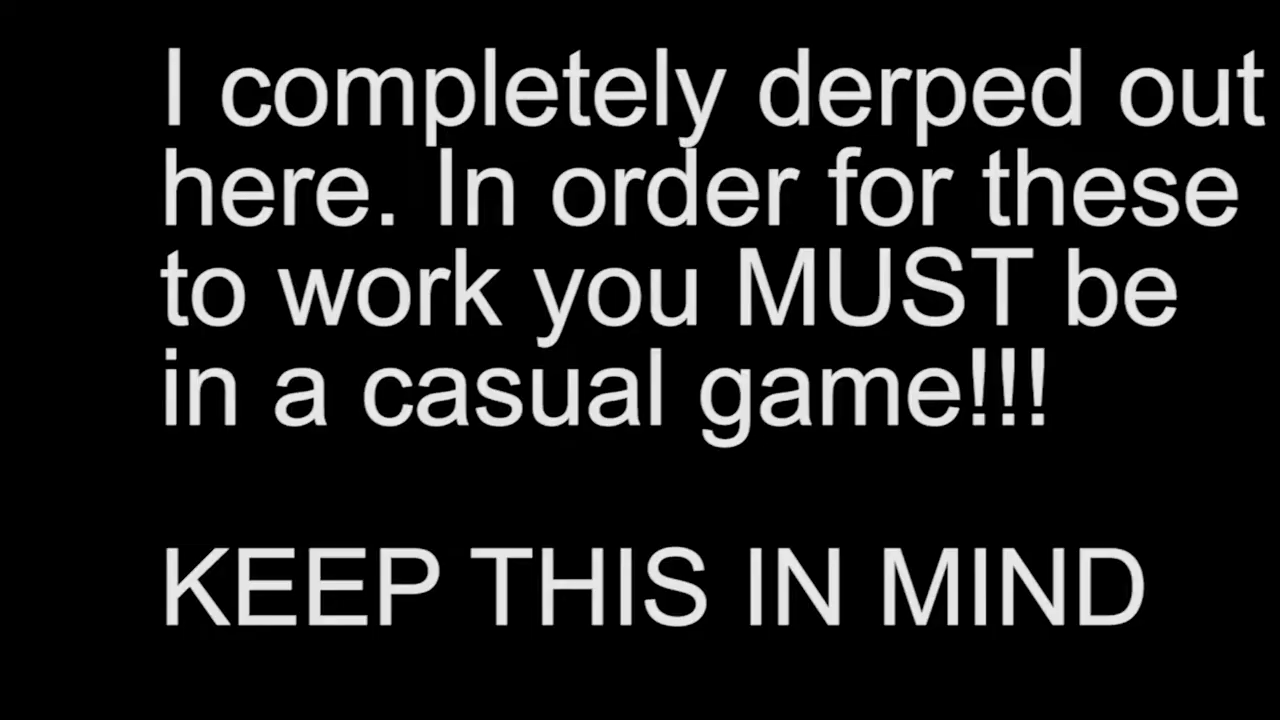 I completely derped out
here. In order for these
to work you MUST be
in a casual game!!!
KEEP THIS IN MIND